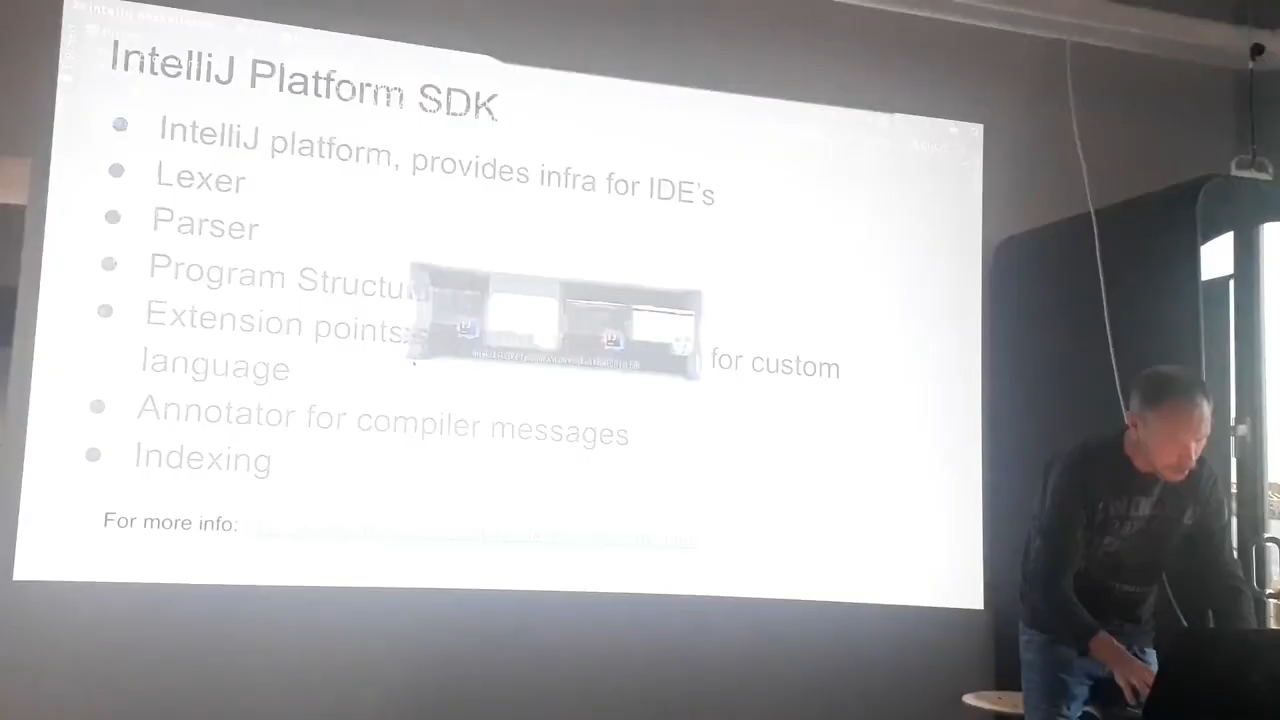 IntelliJ Platform SDK
IntelliJ platform, provides infra for IDE's
Lexer
Parser
Program
Extension points
for custom
language
Annotator for compiler messages
Indexing
For more info: